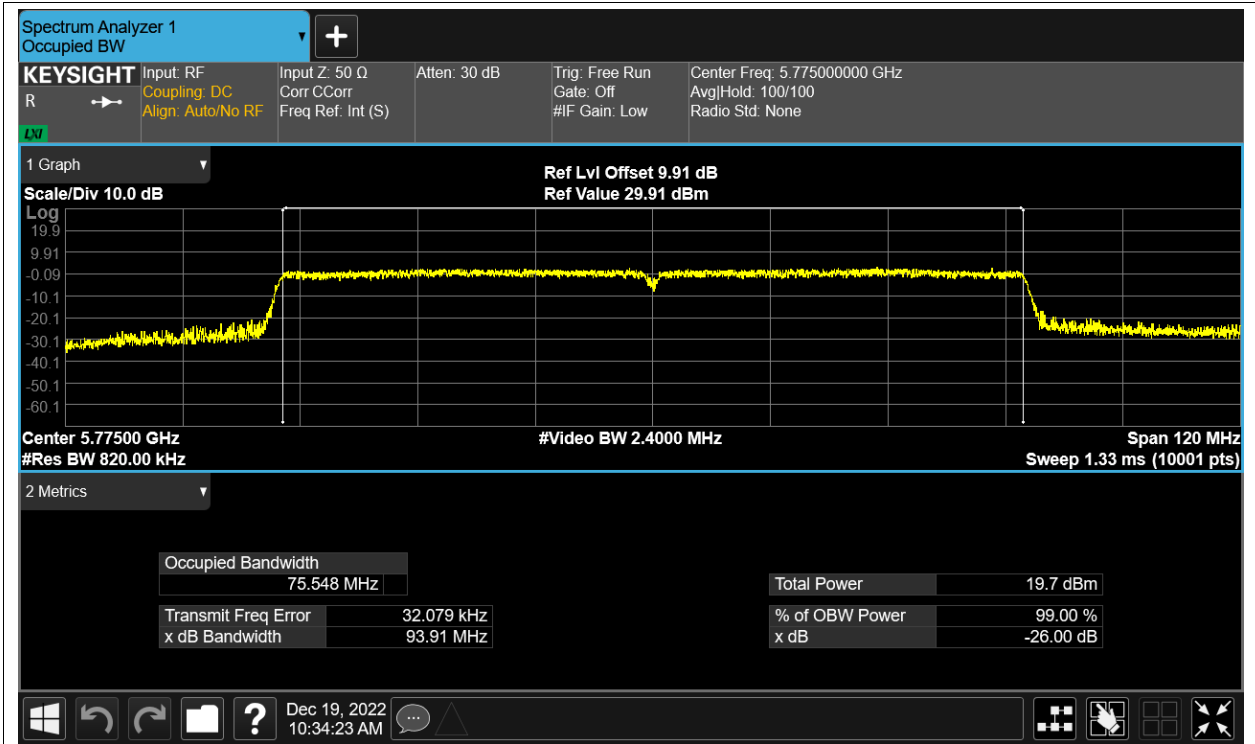 Spectrum Analyzer 1
Occupied BW
KEYSIGHT
R
LXI
Input: RF
Coupling: DC
Align: Auto/No RF
Input Z: 50 Ω
Corr CCorr
Freq Ref: Int (S)
Atten: 30 dB
Trig: Free Run
Gate: Off
#IF Gain: Low
Center Freq: 5.775000000 GHz
Avg|Hold: 100/100
Radio Std: None
1 Graph
Scale/Div 10.0 dB
Ref Lvl Offset 9.91 dB
Ref Value 29.91 dBm
Log
19.9
9.91
-0.09
-10.1
-20.1
-30.1
-40.1
-50.1
-60.1
Center 5.77500 GHz
#Video BW 2.4000 MHz
Span 120 MHz
#Res BW 820.00 kHz
Sweep 1.33 ms (10001 pts)
2 Metrics
Occupied Bandwidth
75.548 MHz
Transmit Freq Error 32.079 kHz
x dB Bandwidth 93.91 MHz
Total Power 19.7 dBm
% of OBW Power 99.00 %
x dB -26.00 dB
?
Dec 19, 2022
10:34:23 AM